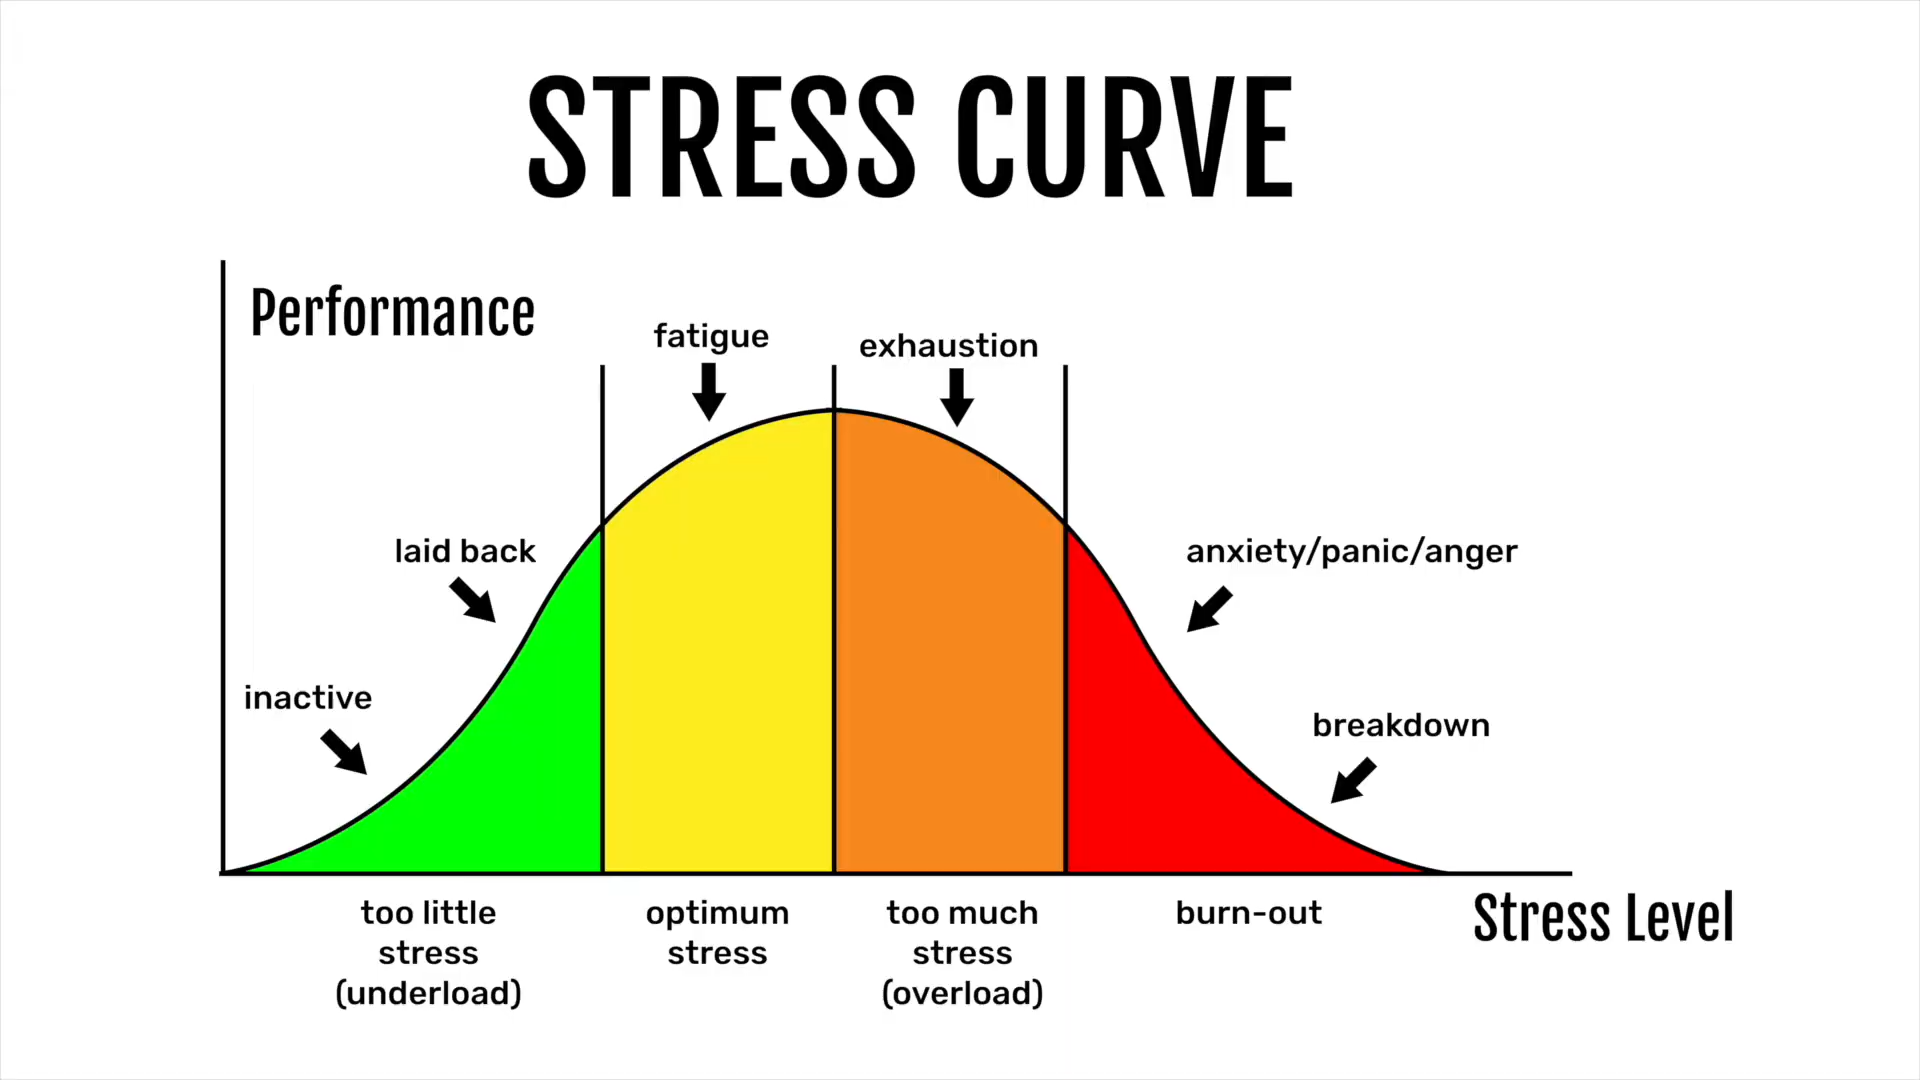 STRESS CURVE
Performance
fatigue
exhaustion
laid back
anxiety/panic/anger
inactive
breakdown
too little
stress
(underload)
optimum
stress
too much
stress
(overload)
burn-out
Stress Level